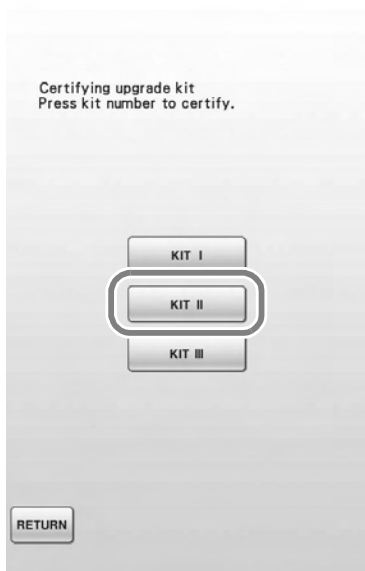 Certifying upgrade kit
Press kit number to certify.
KIT I
KIT II
KIT III
RETURN